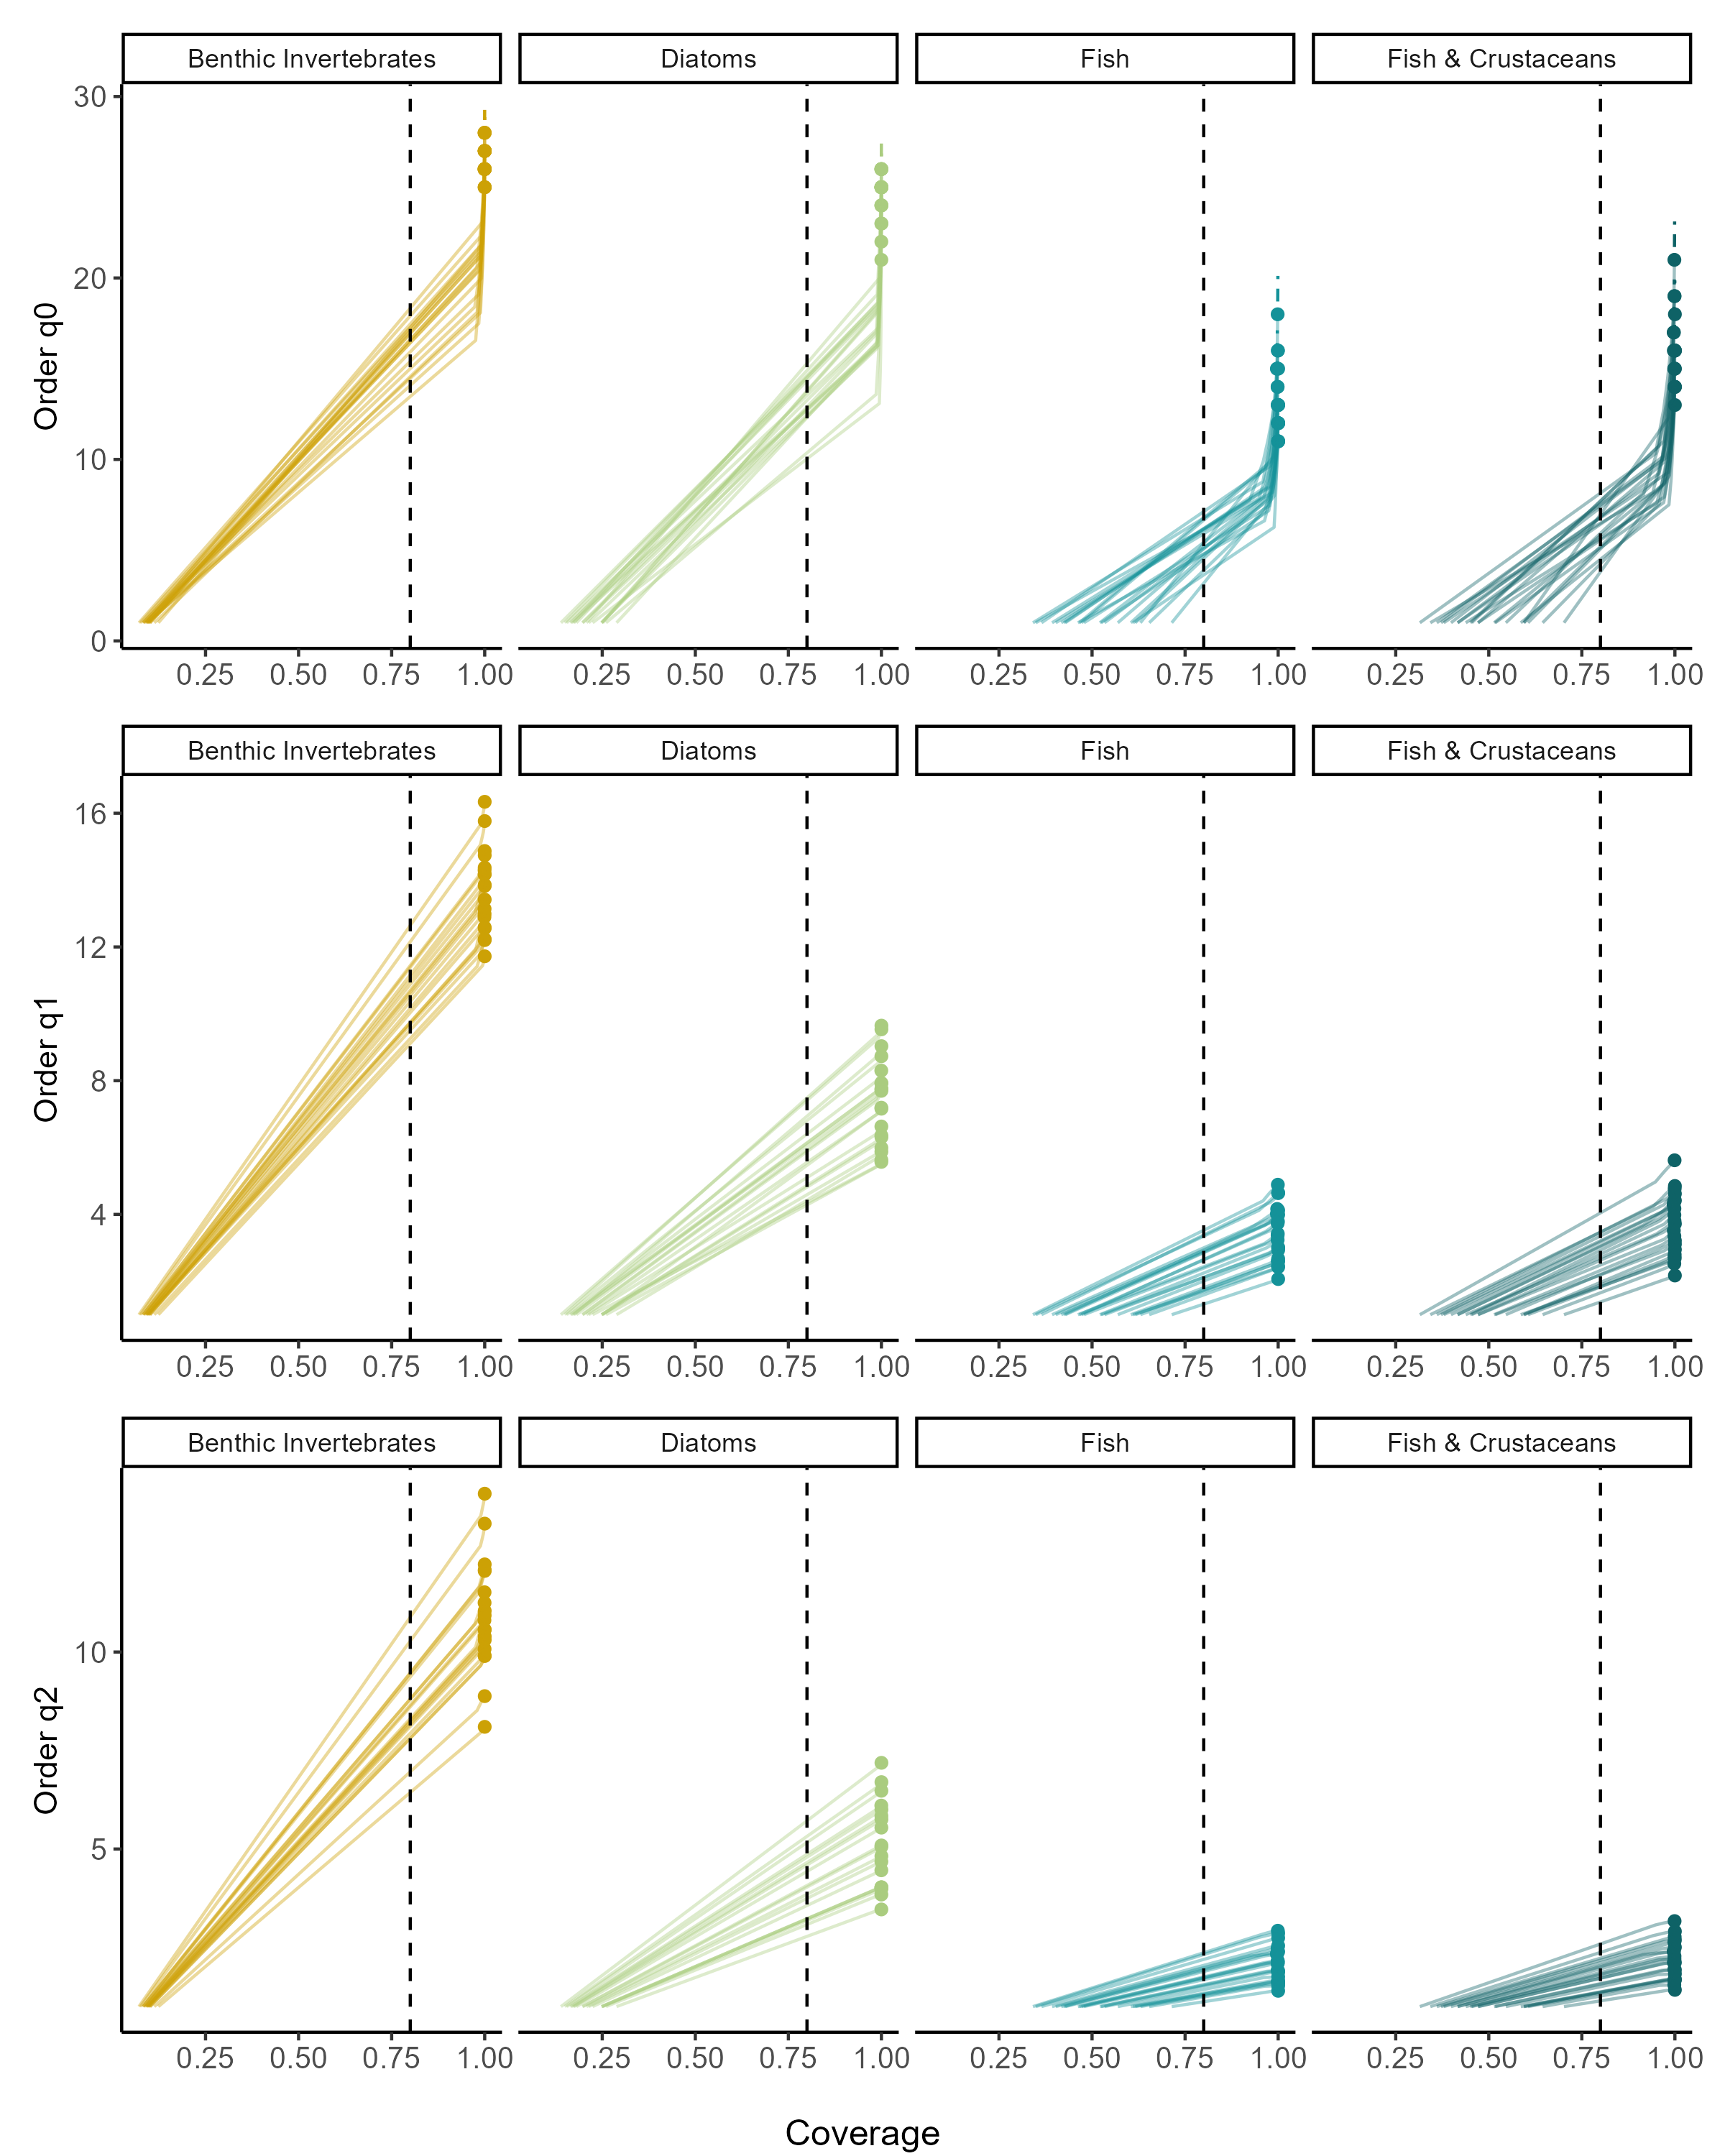 Benthic Invertebrates Diatoms Fish Fish & Crustaceans
30
20
10
0
Order q0
0.25 0.50 0.75 1.00 0.25 0.50 0.75 1.00 0.25 0.50 0.75 1.00 0.25 0.50 0.75 1.00
Benthic Invertebrates Diatoms Fish Fish & Crustaceans
16
12
8
4
Order q1
0.25 0.50 0.75 1.00 0.25 0.50 0.75 1.00 0.25 0.50 0.75 1.00 0.25 0.50 0.75 1.00
Benthic Invertebrates Diatoms Fish Fish & Crustaceans
10
5
Order q2
0.25 0.50 0.75 1.00 0.25 0.50 0.75 1.00 0.25 0.50 0.75 1.00 0.25 0.50 0.75 1.00
Coverage